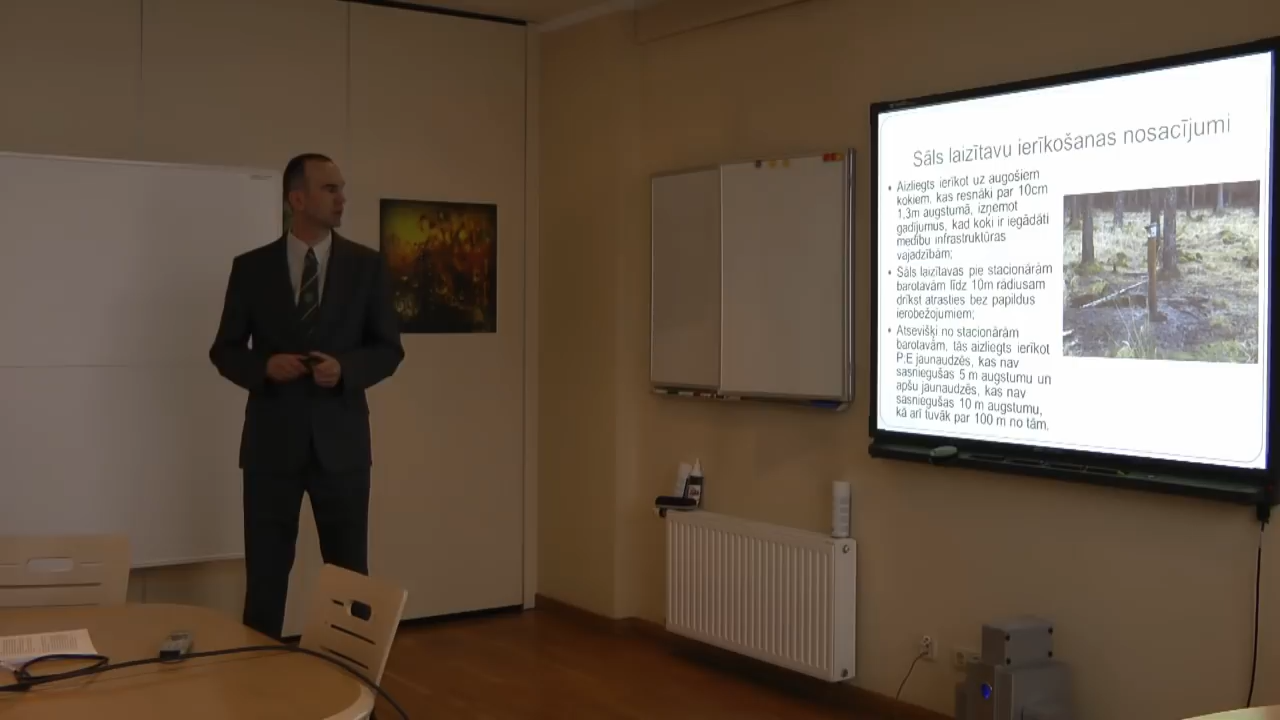 Sāls laizītavu ierīkošanas nosacījumi
• Aizliegts ierīkot uz augošiem
kokiem, kas resnāki par 10cm
1,3m augstumā, izņemot
gadījumus, kad koki ir iegādāti
medību infrastruktūras
vajadzībām;
• Sāls laizītavas pie stacionārām
barotavām līdz 10m rādiusam
drīkst atrasties bez papildus
ierobežojumiem;
• Atsevišķi no stacionārām
barotavām, tās aizliegts ierīkot
P,E jaunaudzēs, kas nav
sasniegušas 5 m augstumu un
apšu jaunaudzēs, kas nav
sasniegušas 10 m augstumu,
kā arī tuvāk par 100 m no tām.